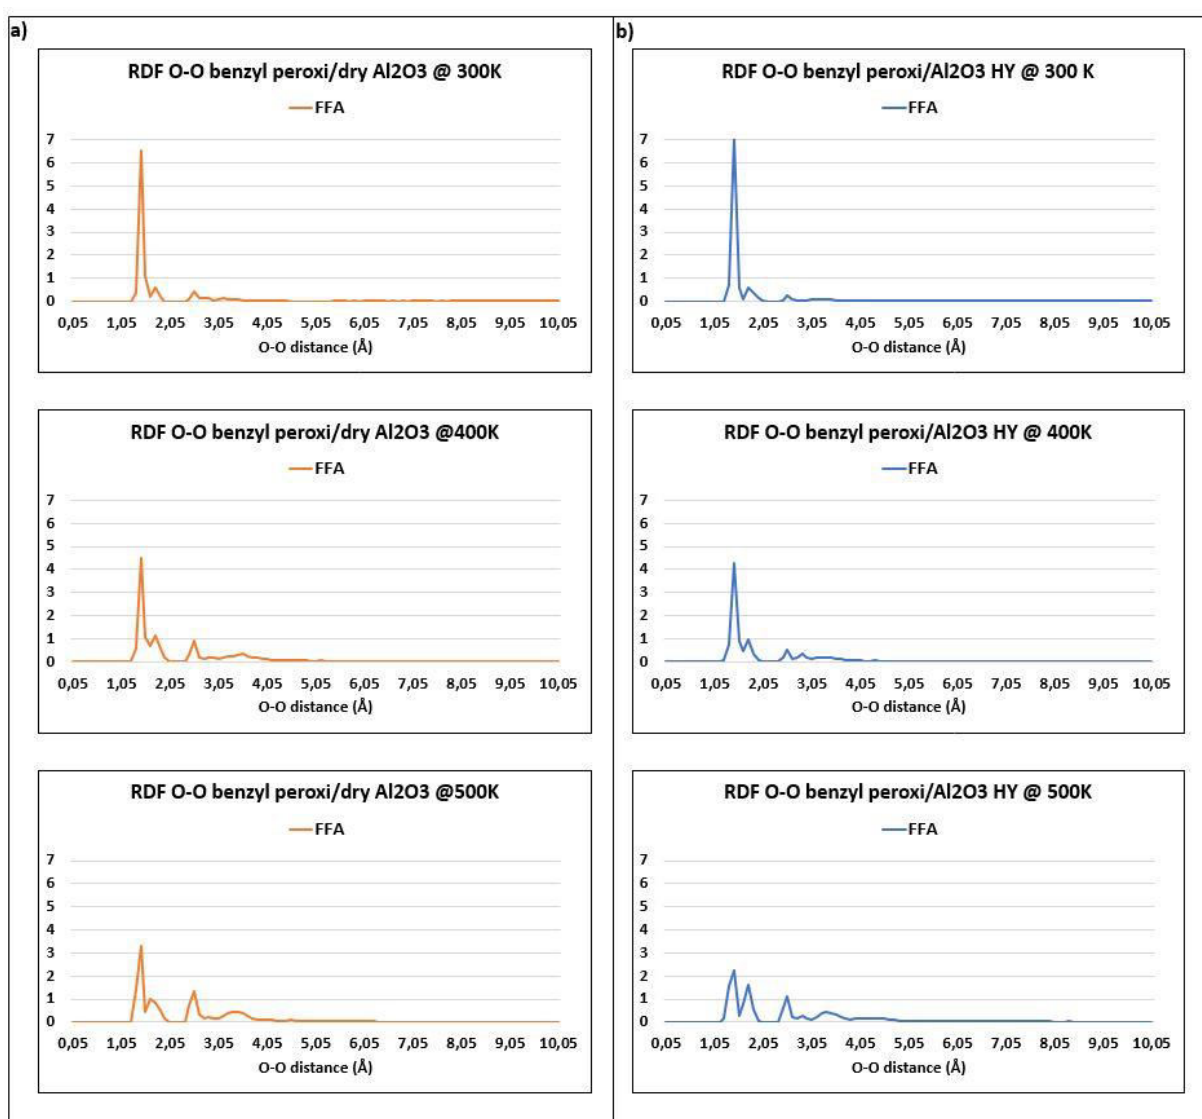 a)
RDF O-O benzyl peroxi/dry Al2O3 @ 300K
FFA
7
6
5
4
3
2
1
0
0,05 1,05 2,05 3,05 4,05 5,05 6,05 7,05 8,05 9,05 10,05
O-O distance (Å)
RDF O-O benzyl peroxi/dry Al2O3 @400K
FFA
7
6
5
4
3
2
1
0
0,05 1,05 2,05 3,05 4,05 5,05 6,05 7,05 8,05 9,05 10,05
O-O distance (Å)
RDF O-O benzyl peroxi/dry Al2O3 @500K
FFA
7
6
5
4
3
2
1
0
0,05 1,05 2,05 3,05 4,05 5,05 6,05 7,05 8,05 9,05 10,05
O-O distance (Å)
b)
RDF O-O benzyl peroxi/Al2O3 HY @ 300 K
FFA
7
6
5
4
3
2
1
0
0,05 1,05 2,05 3,05 4,05 5,05 6,05 7,05 8,05 9,05 10,05
O-O distance (Å)
RDF O-O benzyl peroxi/Al2O3 HY @ 400K
FFA
7
6
5
4
3
2
1
0
0,05 1,05 2,05 3,05 4,05 5,05 6,05 7,05 8,05 9,05 10,05
O-O distance (Å)
RDF O-O benzyl peroxi/Al2O3 HY @ 500K
FFA
7
6
5
4
3
2
1
0
0,05 1,05 2,05 3,05 4,05 5,05 6,05 7,05 8,05 9,05 10,05
O-O distance (Å)